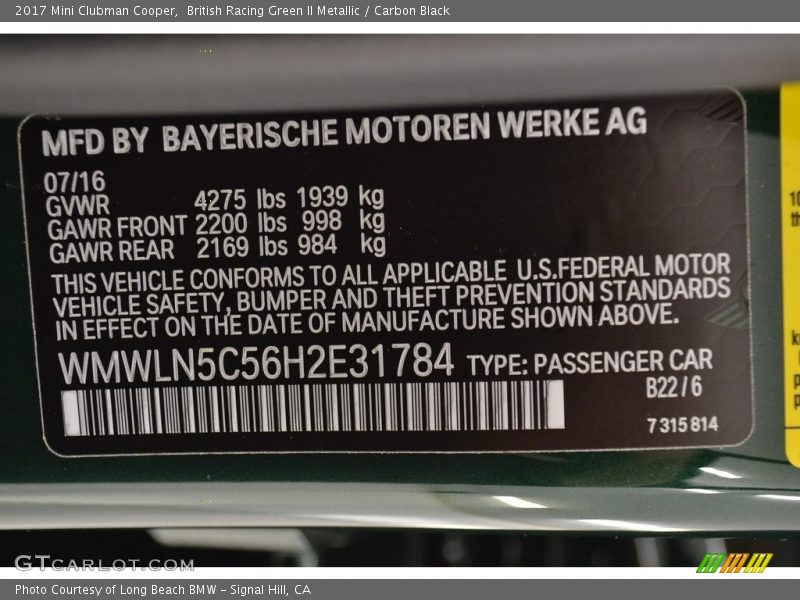 2017 Mini Clubman Cooper,  British Racing Green II Metallic / Carbon Black
MFD BY BAYERISCHE MOTOREN WERKE AG
07/16
GVWR 4275 lbs 1939 kg
GAWR FRONT 2200 lbs 998 kg
GAWR REAR 2169 lbs 984 kg
THIS VEHICLE CONFORMS TO ALL APPLICABLE U.S.FEDERAL MOTOR
VEHICLE SAFETY, BUMPER AND THEFT PREVENTION STANDARDS
IN EFFECT ON THE DATE OF MANUFACTURE SHOWN ABOVE.
WMWLN5C56H2E31784 TYPE: PASSENGER CAR
B22/6
7 315 814
GTCARLOT.COM
Photo Courtesy of Long Beach BMW - Signal Hill, CA